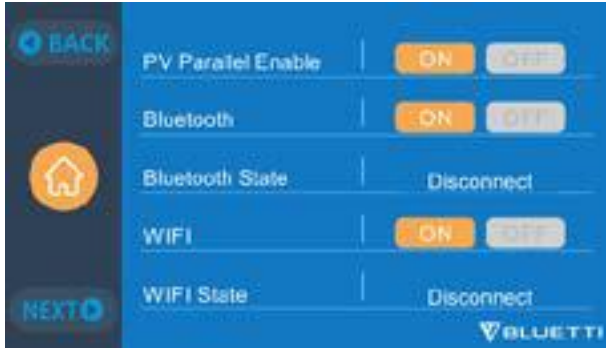 BACK
PV Parallel Enable ON OFF
Bluetooth ON OFF
Bluetooth State Disconnect
WIFI ON OFF
WIFI State Disconnect
NEXT
BLUETTI